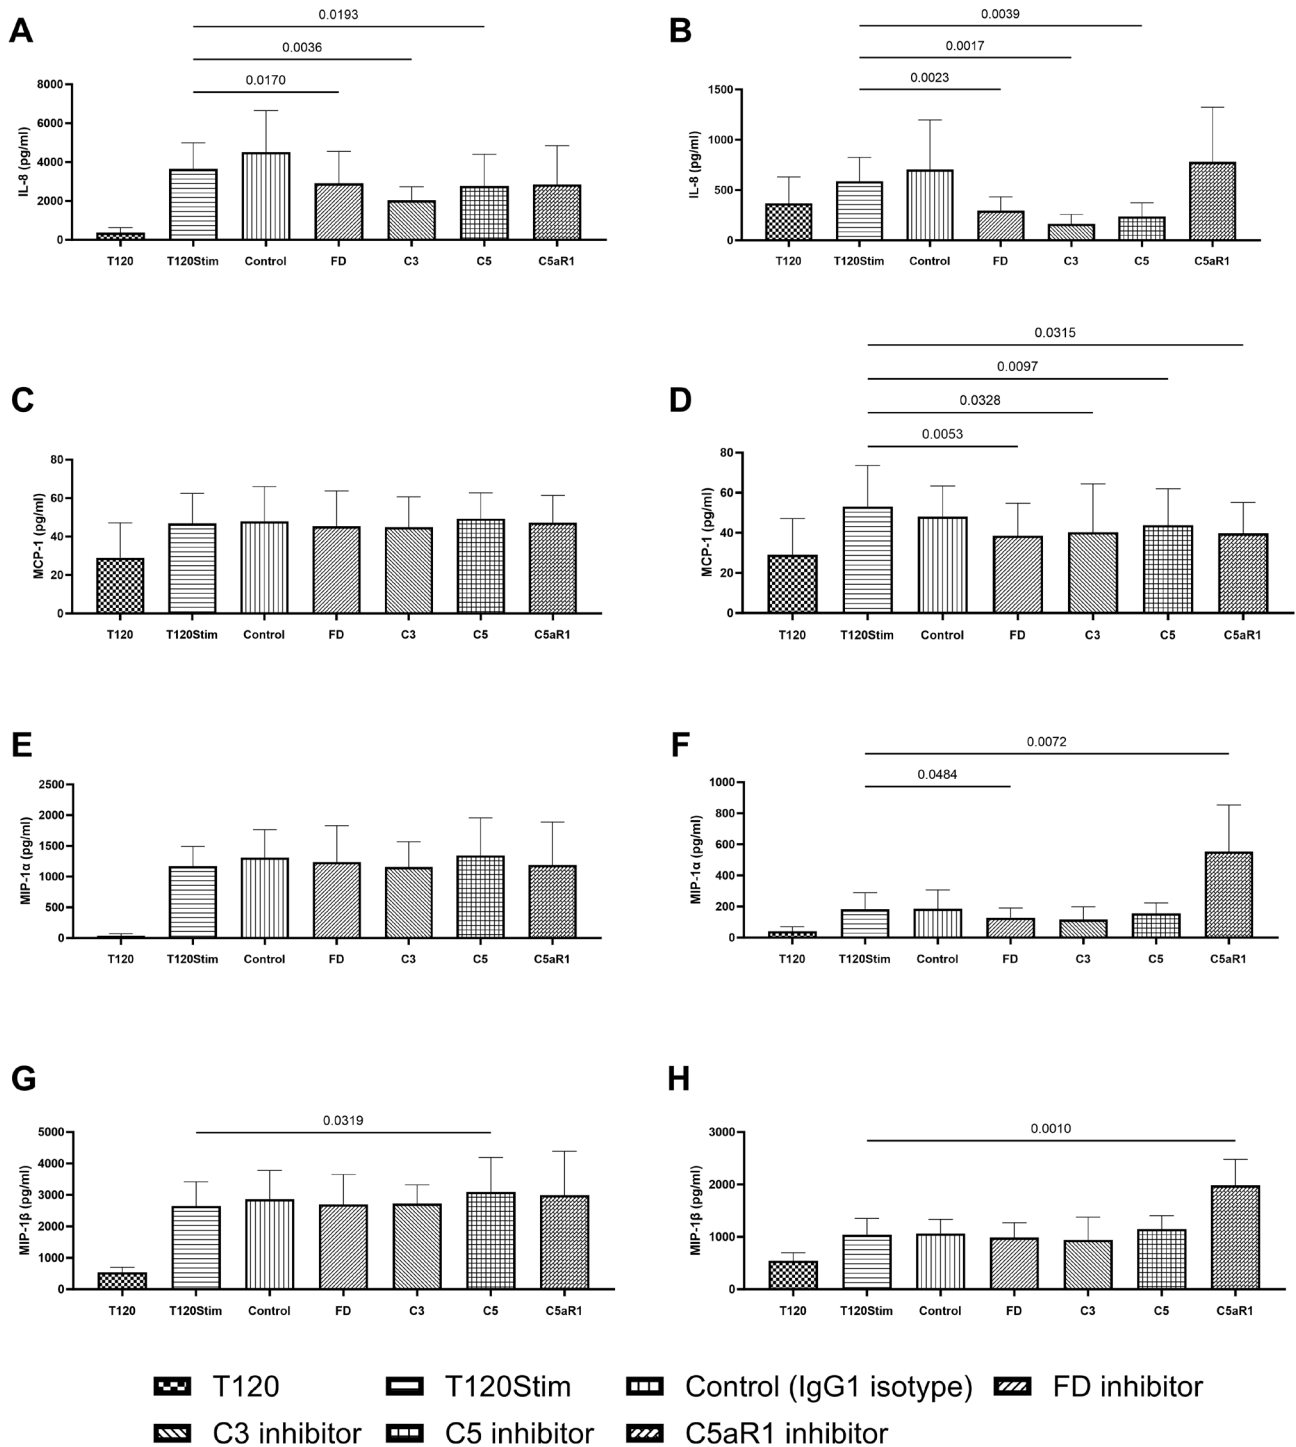 A
0.0193
0.0036
0.0170
IL-8 (pg/ml)
8000
6000
4000
2000
0
T120 T120Stim Control FD C3 C5 C5aR1
B
0.0039
0.0017
0.0023
IL-8 (pg/ml)
1500
1000
500
0
T120 T120Stim Control FD C3 C5 C5aR1
C
MCP-1 (pg/ml)
80
60
40
20
0
T120 T120Stim Control FD C3 C5 C5aR1
D
0.0315
0.0097
0.0328
0.0053
MCP-1 (pg/ml)
80
60
40
20
0
T120 T120Stim Control FD C3 C5 C5aR1
E
MIP-1α (pg/ml)
2500
2000
1500
1000
500
0
T120 T120Stim Control FD C3 C5 C5aR1
F
0.0072
0.0484
MIP-1α (pg/ml)
1000
800
600
400
200
0
T120 T120Stim Control FD C3 C5 C5aR1
G
0.0319
MIP-1β (pg/ml)
5000
4000
3000
2000
1000
0
T120 T120Stim Control FD C3 C5 C5aR1
H
0.0010
MIP-1β (pg/ml)
3000
2000
1000
0
T120 T120Stim Control FD C3 C5 C5aR1
T120 T120Stim Control (IgG1 isotype) FD inhibitor
C3 inhibitor C5 inhibitor C5aR1 inhibitor